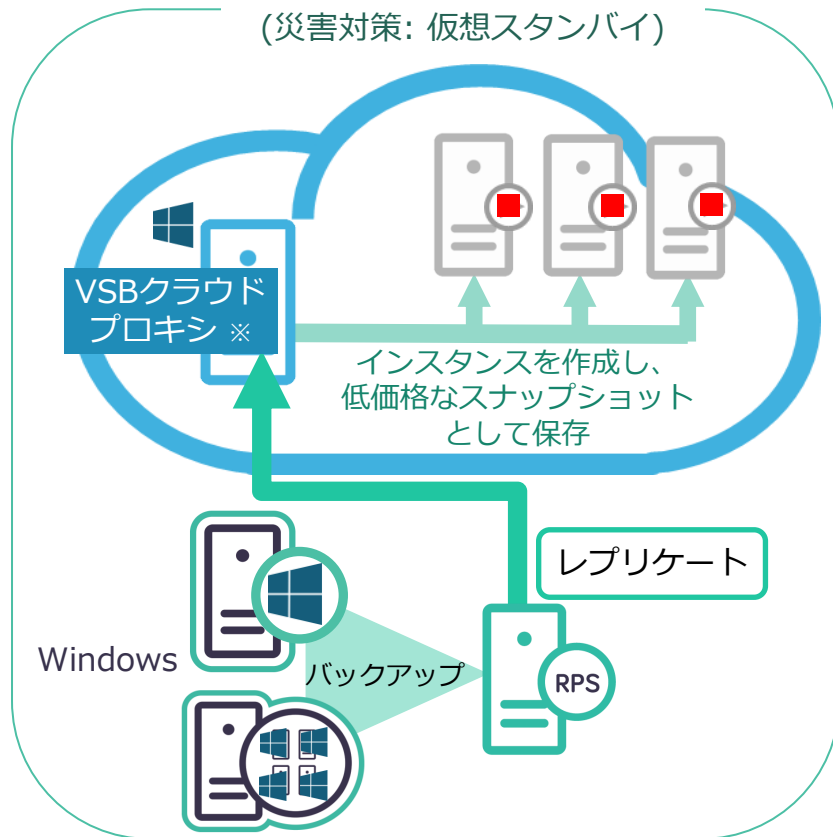 (災害対策: 仮想スタンバイ)
VSBクラウド
プロキシ ※
インスタンスを作成し、
低価格なスナップショット
として保存
レプリケート
Windows
バックアップ
RPS